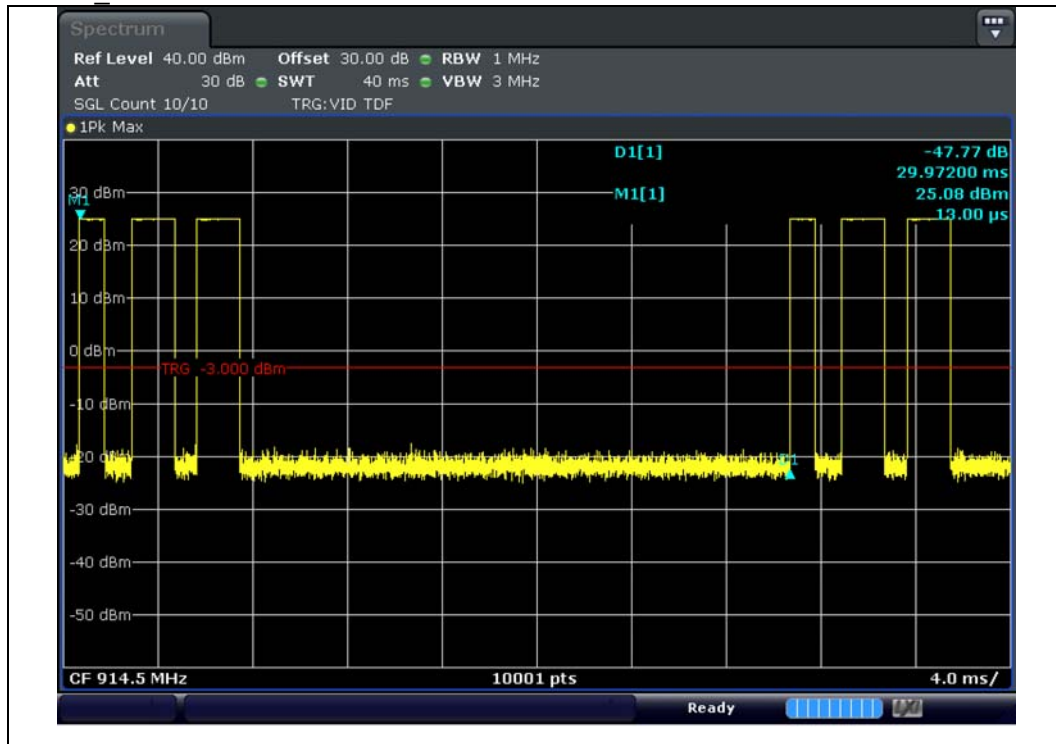 Spectrum
Ref Level 40.00 dBm Offset 30.00 dB RBW 1 MHz
Att 30 dB SWT 40 ms VBW 3 MHz
SGL Count 10/10 TRG:VID TDF
1Pk Max
D1[1] -47.77 dB
29.97200 ms
M1[1] 25.08 dBm
13.00 µs
30 dBm
M1
20 dBm
10 dBm
0 dBm
TRG -3.000 dBm
-10 dBm
-20 dBm
D1
-30 dBm
-40 dBm
-50 dBm
CF 914.5 MHz 10001 pts 4.0 ms/
Ready LXI